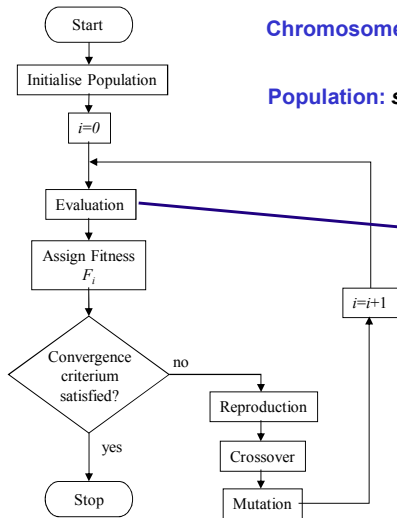 Start
Chromosome
Initialise Population
Population:
i=0
Evaluation
Assign Fitness
F_i
i=i+1
Convergence
criterium
satisfied?
no
Reproduction
yes
Crossover
Stop
Mutation